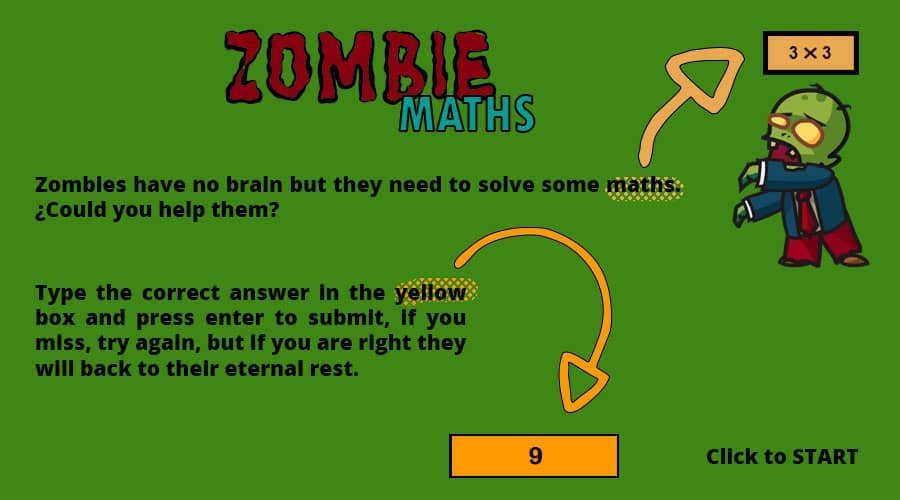 ZOMBIE
MATHS
3 × 3
Zombies have no brain but they need to solve some maths.
¿Could you help them?
Type the correct answer in the yellow
box and press enter to submit, if you
miss, try again, but if you are right they
will back to their eternal rest.
9
Click to START